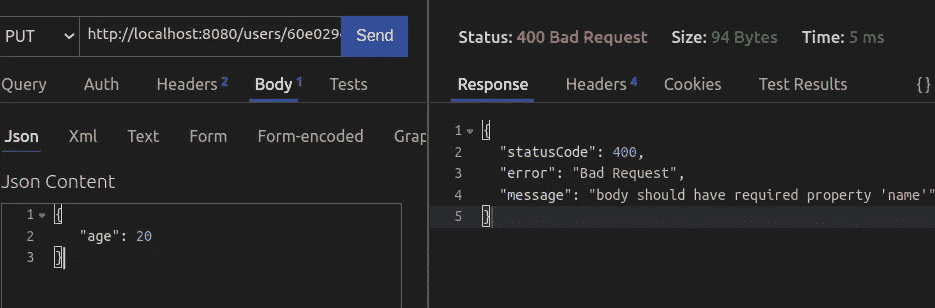 PUT http://localhost:8080/users/60e029 Send
Query Auth Headers 2 Body 1 Tests
Json Xml Text Form Form-encoded Grap
Json Content
1 {
2 "age": 20
3 }
Status: 400 Bad Request Size: 94 Bytes Time: 5 ms
Response Headers 4 Cookies Test Results {}
1 {
2 "statusCode": 400,
3 "error": "Bad Request",
4 "message": "body should have required property 'name'"
5 }